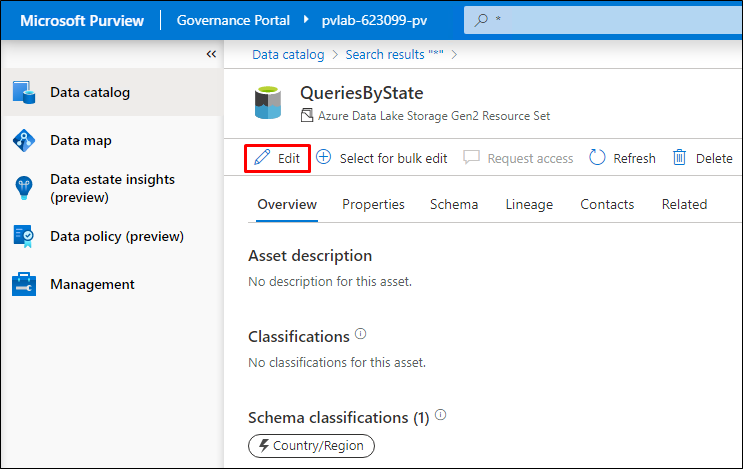 Microsoft Purview Governance Portal > pvlab-623099-pv *
«
Data catalog
Data map
Data estate insights
(preview)
Data policy (preview)
Management
Data catalog > Search results "*" >
QueriesByState
Azure Data Lake Storage Gen2 Resource Set
Edit Select for bulk edit Request access Refresh Delete
Overview Properties Schema Lineage Contacts Related
Asset description
No description for this asset.
Classifications
No classifications for this asset.
Schema classifications (1)
Country/Region